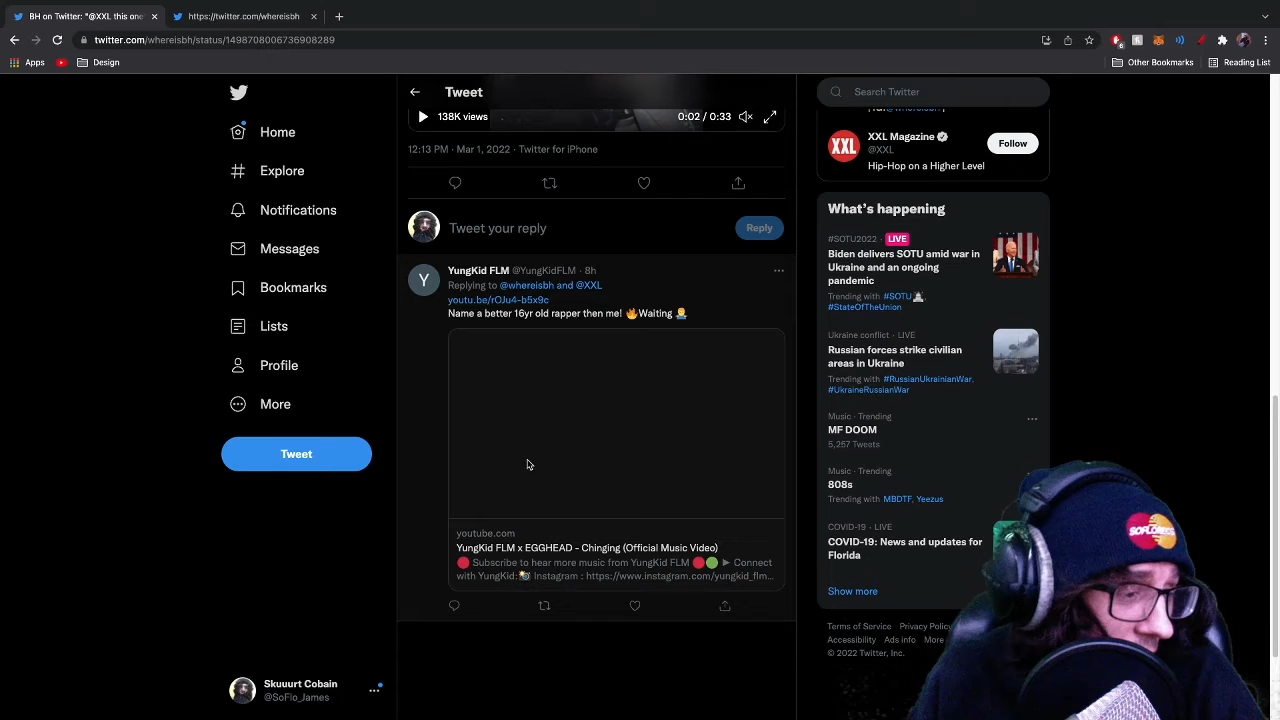 BH on Twitter: "@XXL this one
https://twitter.com/whereisbh
twitter.com/whereisbh/status/1498708006736908289
Apps
Design
Other Bookmarks
Reading List
Home
Explore
Notifications
Messages
Bookmarks
Lists
Profile
More
Tweet
Skuuurt Cobain
@SoFlo_James
Tweet
138K views
0:02 / 0:33
12:13 PM · Mar 1, 2022 · Twitter for iPhone
Tweet your reply
Reply
Y
YungKid FLM @YungKidFLM · 8h
Replying to @whereisbh and @XXL
youtu.be/rOJu4-b5x9c
Name a better 16yr old rapper then me! 🔥Waiting
youtube.com
YungKid FLM x EGGHEAD - Chinging (Official Music Video)
🔴 Subscribe to hear more music from YungKid FLM 🔴🟢 ► Connect
with YungKid:📸 Instagram : https://www.instagram.com/yungkid_flm...
Search Twitter
XXL
XXL Magazine
@XXL
Follow
Hip-Hop on a Higher Level
What's happening
#SOTU2022 · LIVE
Biden delivers SOTU amid war in
Ukraine and an ongoing
pandemic
Trending with #SOTU,
#StateOfTheUnion
Ukraine conflict · LIVE
Russian forces strike civilian
areas in Ukraine
Trending with #RussianUkrainianWar,
#UkraineRussianWar
Music · Trending
MF DOOM
5,257 Tweets
Music · Trending
808s
Trending with MBDTF, Yeezus
COVID-19 · LIVE
COVID-19: News and updates for
Florida
Show more
Terms of Service Privacy Policy
Accessibility Ads info More
© 2022 Twitter, Inc.